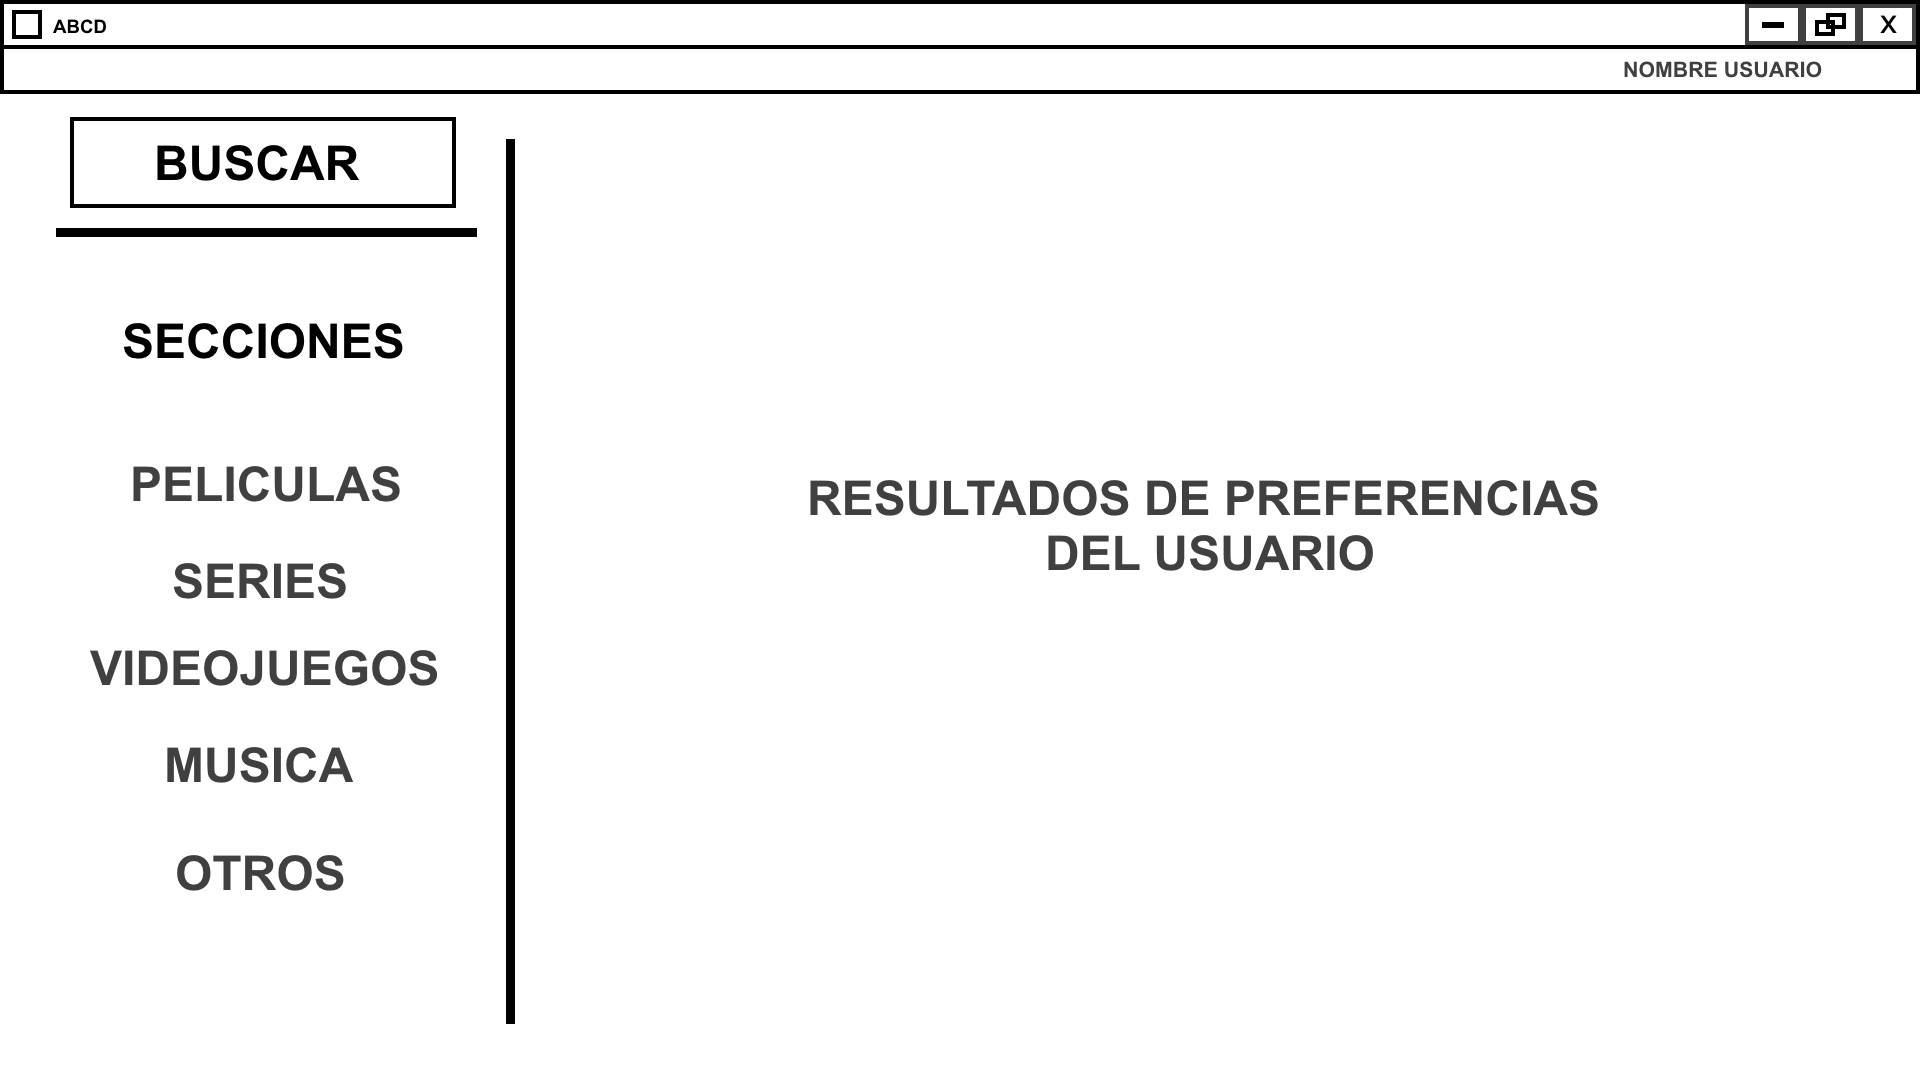 ABCD
X
NOMBRE USUARIO
BUSCAR
SECCIONES
PELICULAS
SERIES
VIDEOJUEGOS
MUSICA
OTROS
RESULTADOS DE PREFERENCIAS
DEL USUARIO